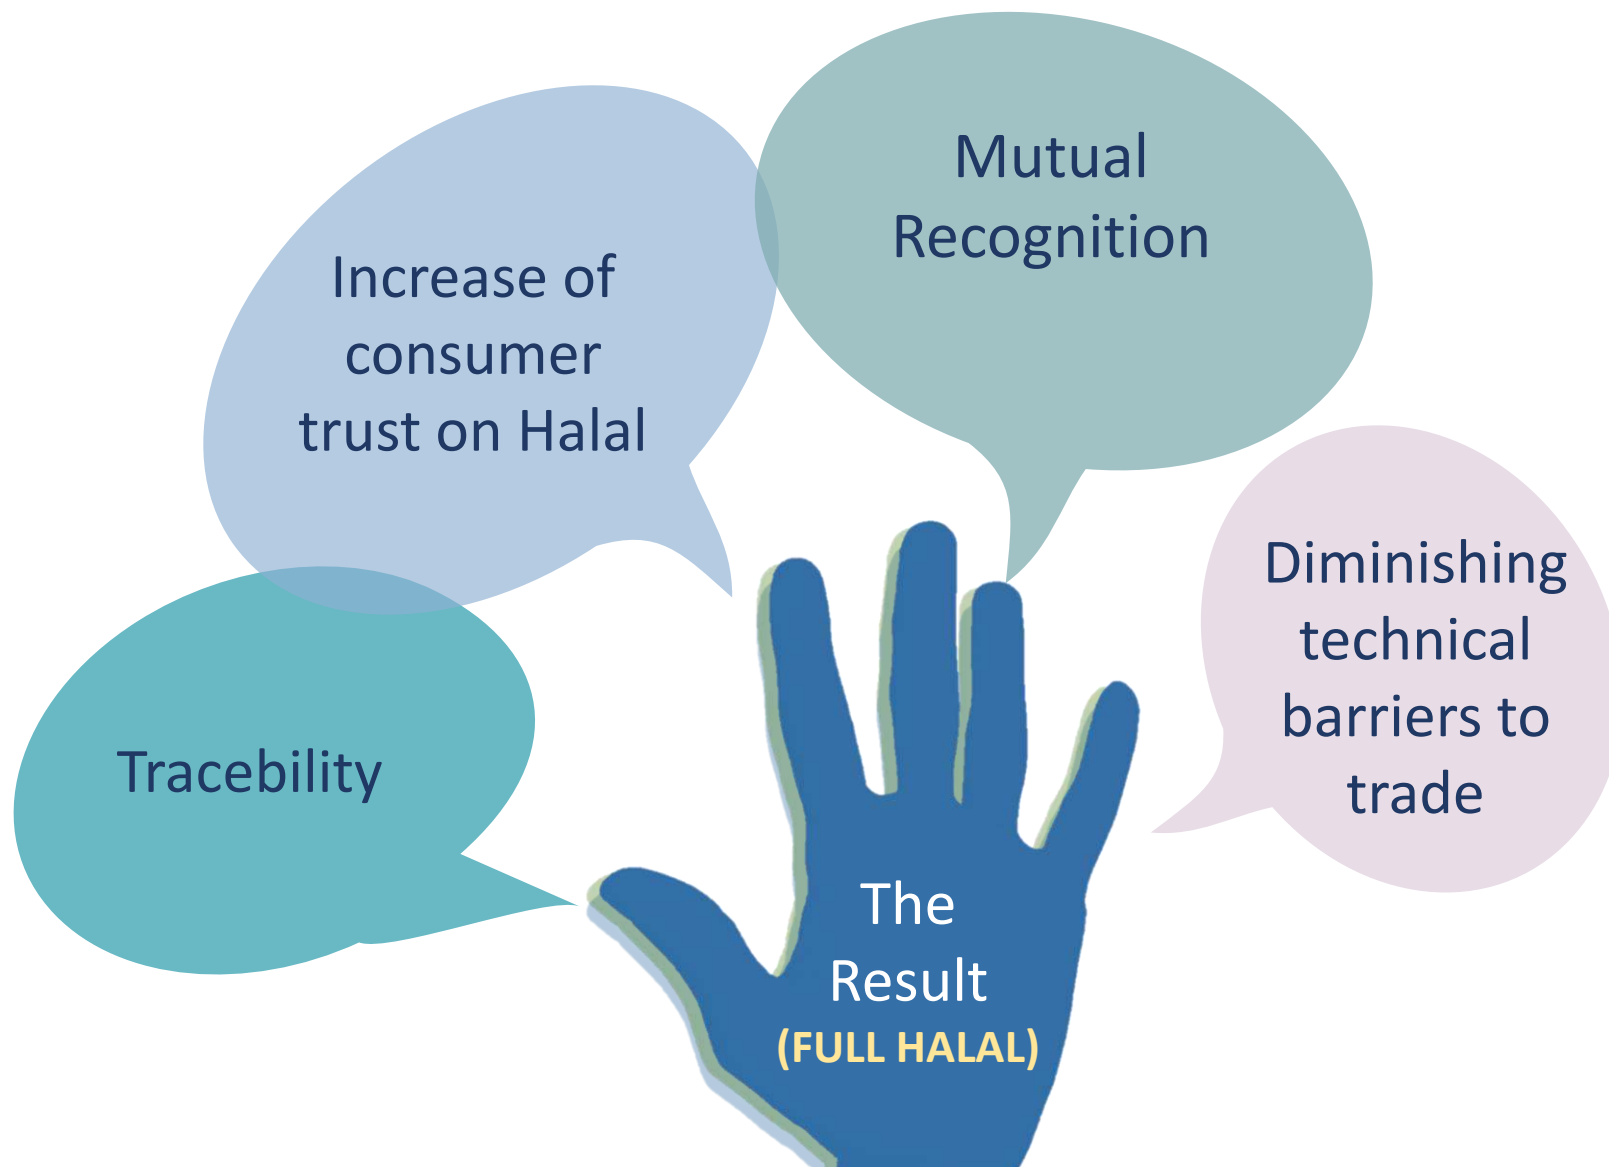 Mutual
Recognition
Increase of
consumer
trust on Halal
Diminishing
technical
barriers to
trade
Tracebility
The
Result
(FULL HALAL)